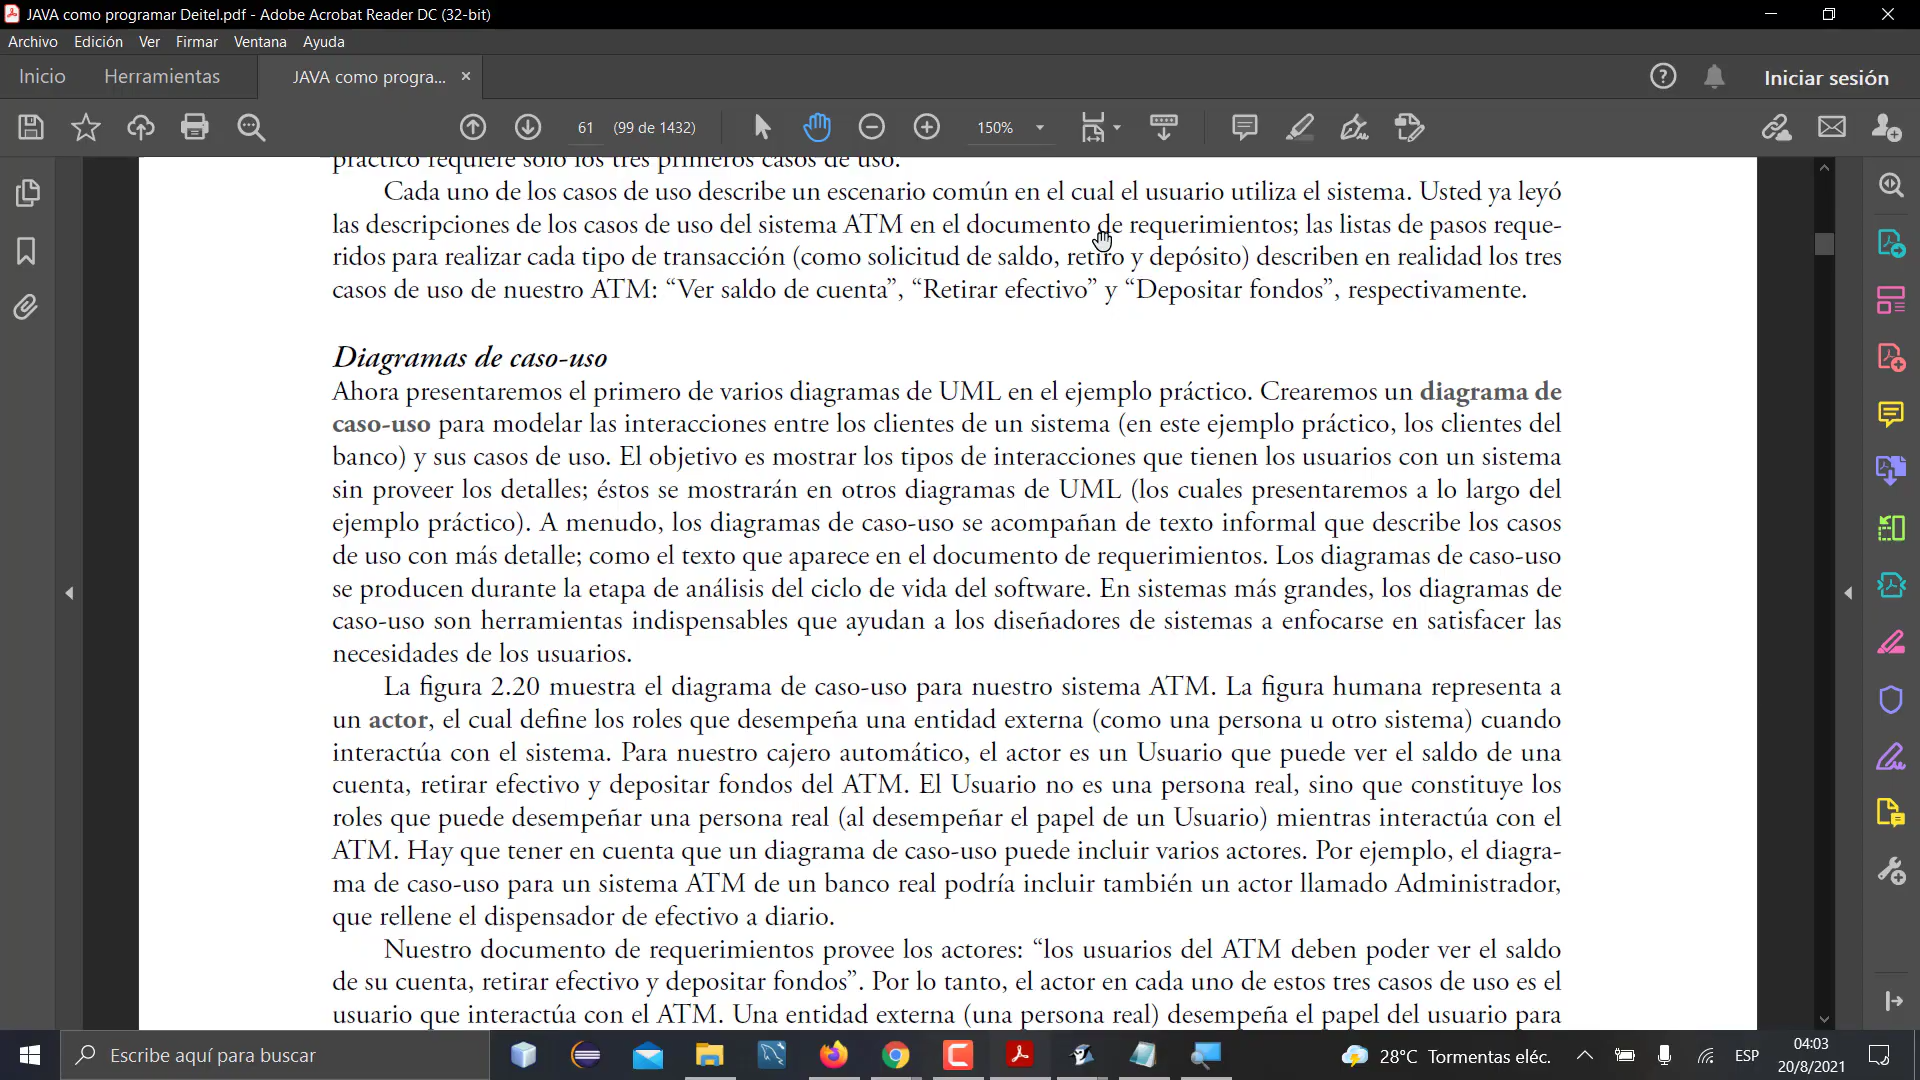 JAVA como programar Deitel.pdf - Adobe Acrobat Reader DC (32-bit)
Archivo Edición Ver Firmar Ventana Ayuda
Inicio Herramientas JAVA como progra... × Iniciar sesión
61 (99 de 1432) 150%
práctico requiere sólo los tres primeros casos de uso.
Cada uno de los casos de uso describe un escenario común en el cual el usuario utiliza el sistema. Usted ya leyó
las descripciones de los casos de uso del sistema ATM en el documento de requerimientos; las listas de pasos reque-
ridos para realizar cada tipo de transacción (como solicitud de saldo, retiro y depósito) describen en realidad los tres
casos de uso de nuestro ATM: “Ver saldo de cuenta”, “Retirar efectivo” y “Depositar fondos”, respectivamente.
Diagramas de caso-uso
Ahora presentaremos el primero de varios diagramas de UML en el ejemplo práctico. Crearemos un diagrama de
caso-uso para modelar las interacciones entre los clientes de un sistema (en este ejemplo práctico, los clientes del
banco) y sus casos de uso. El objetivo es mostrar los tipos de interacciones que tienen los usuarios con un sistema
sin proveer los detalles; éstos se mostrarán en otros diagramas de UML (los cuales presentaremos a lo largo del
ejemplo práctico). A menudo, los diagramas de caso-uso se acompañan de texto informal que describe los casos
de uso con más detalle; como el texto que aparece en el documento de requerimientos. Los diagramas de caso-uso
se producen durante la etapa de análisis del ciclo de vida del software. En sistemas más grandes, los diagramas de
caso-uso son herramientas indispensables que ayudan a los diseñadores de sistemas a enfocarse en satisfacer las
necesidades de los usuarios.
La figura 2.20 muestra el diagrama de caso-uso para nuestro sistema ATM. La figura humana representa a
un actor, el cual define los roles que desempeña una entidad externa (como una persona u otro sistema) cuando
interactúa con el sistema. Para nuestro cajero automático, el actor es un Usuario que puede ver el saldo de una
cuenta, retirar efectivo y depositar fondos del ATM. El Usuario no es una persona real, sino que constituye los
roles que puede desempeñar una persona real (al desempeñar el papel de un Usuario) mientras interactúa con el
ATM. Hay que tener en cuenta que un diagrama de caso-uso puede incluir varios actores. Por ejemplo, el diagra-
ma de caso-uso para un sistema ATM de un banco real podría incluir también un actor llamado Administrador,
que rellene el dispensador de efectivo a diario.
Nuestro documento de requerimientos provee los actores: “los usuarios del ATM deben poder ver el saldo
de su cuenta, retirar efectivo y depositar fondos”. Por lo tanto, el actor en cada uno de estos tres casos de uso es el
usuario que interactúa con el ATM. Una entidad externa (una persona real) desempeña el papel del usuario para
Escribe aquí para buscar 28°C Tormentas eléc. ESP 04:03
20/8/2021